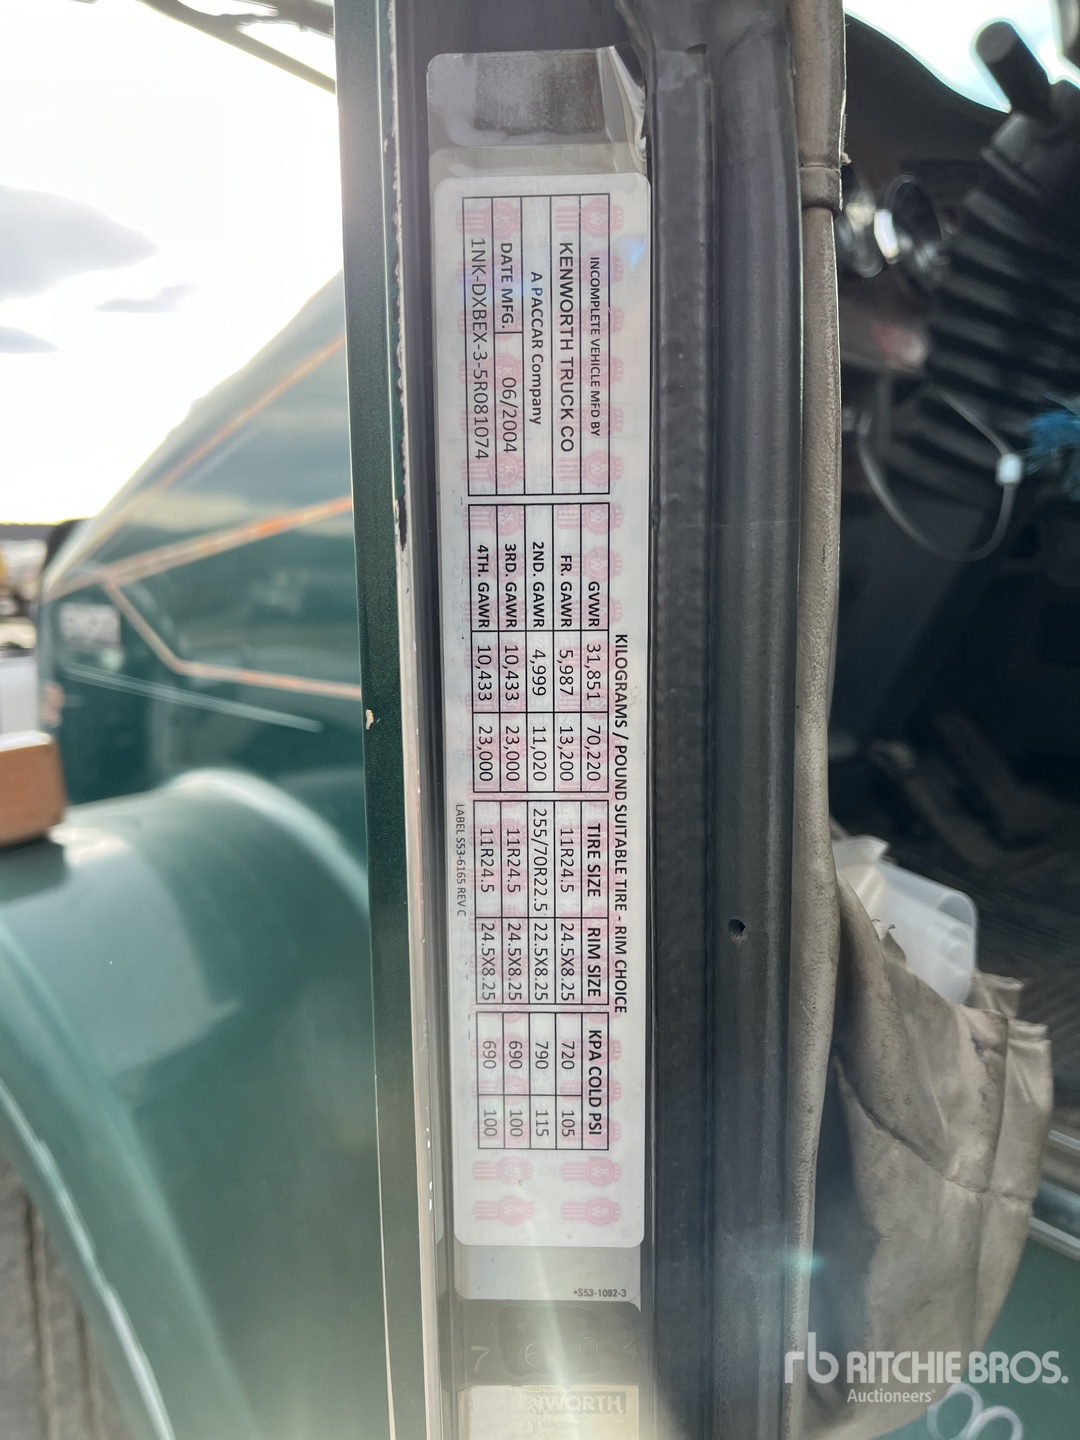 INCOMPLETE VEHICLE MFD BY
KENWORTH TRUCK CO
A PACCAR Company
DATE MFG. 06/2004
1NK-DXBEX-3-5R081074
KILOGRAMS / POUND SUITABLE TIRE - RIM CHOICE
GVWR 31,851 70,220 TIRE SIZE RIM SIZE KPA COLD PSI
FR. GAWR 5,987 13,200 11R24.5 24.5X8.25 720 105
2ND. GAWR 4,999 11,020 255/70R22.5 22.5X8.25 790 115
3RD. GAWR 10,433 23,000 11R24.5 24.5X8.25 690 100
4TH. GAWR 10,433 23,000 11R24.5 24.5X8.25 690 100
LABEL S53-6165 REV C
•S53-1092-3
7
rb RITCHIE BROS.
Auctioneers